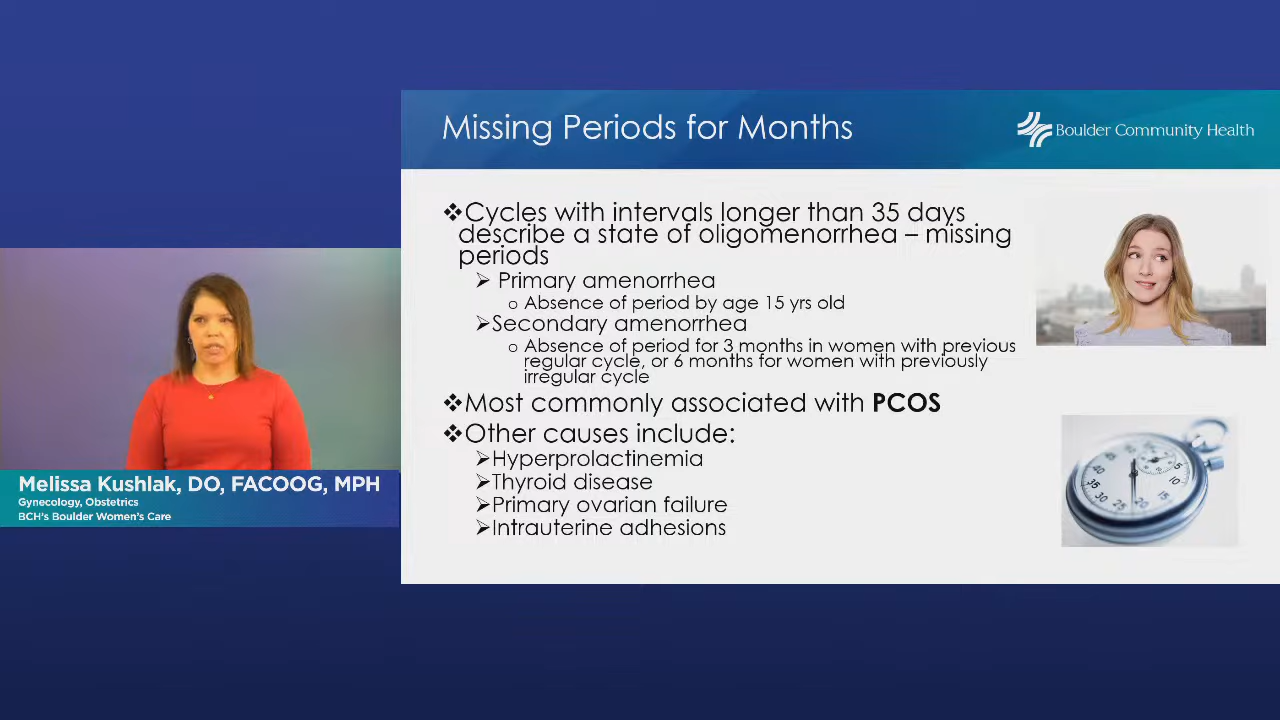 Missing Periods for Months
Boulder Community Health
❖Cycles with intervals longer than 35 days
describe a state of oligomenorrhea – missing
periods
➢ Primary amenorrhea
o Absence of period by age 15 yrs old
➢Secondary amenorrhea
o Absence of period for 3 months in women with previous
regular cycle, or 6 months for women with previously
irregular cycle
❖Most commonly associated with PCOS
❖Other causes include:
➢Hyperprolactinemia
➢Thyroid disease
➢Primary ovarian failure
➢Intrauterine adhesions
Melissa Kushlak, DO, FACOOG, MPH
Gynecology, Obstetrics
BCH's Boulder Women's Care